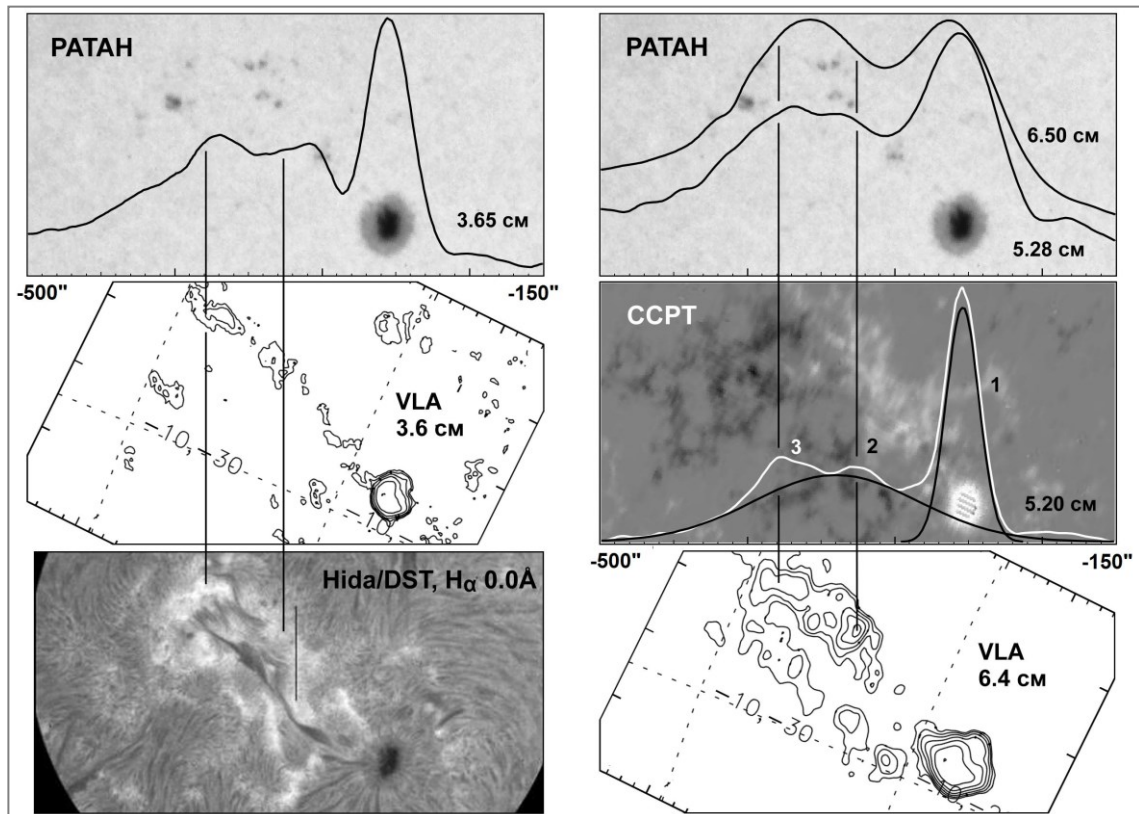 РАТАН
3.65 см
-500"
-150"
VLA
3.6 см
-10,-30
Hida/DST, Hα 0.0Å
РАТАН
6.50 см
5.28 см
ССРТ
1
3
2
5.20 см
-500"
-150"
VLA
6.4 см
-10,-30